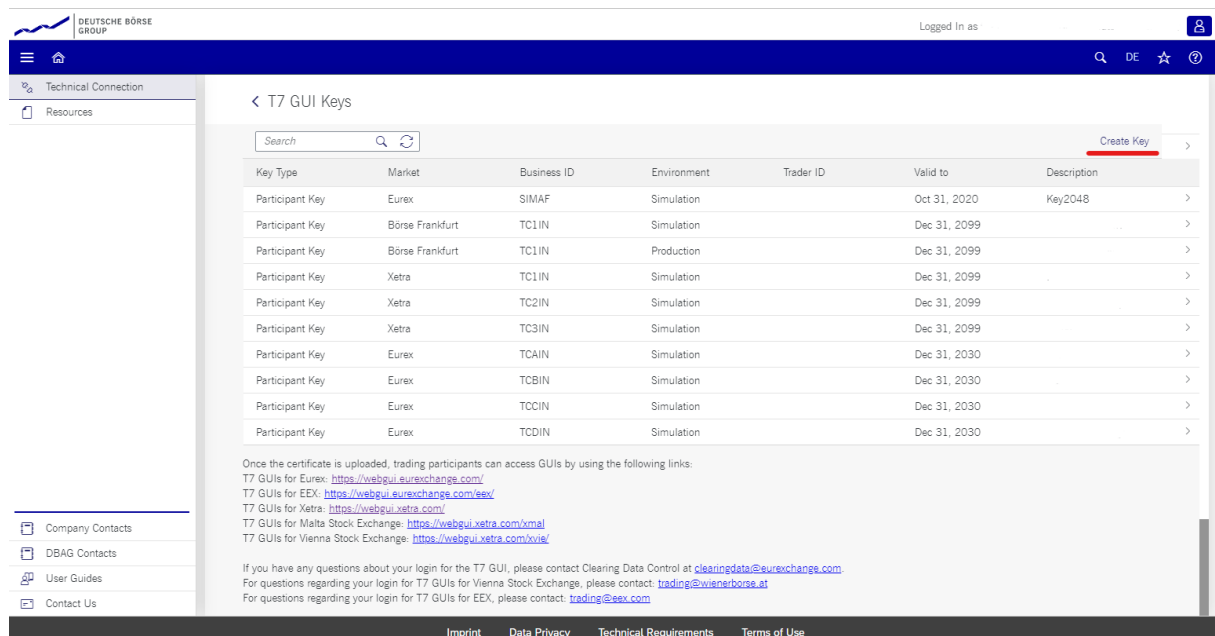 DEUTSCHE BÖRSE
GROUP
Logged In as
DE
Technical Connection
Resources
T7 GUI Keys
Search
Create Key
Key Type Market Business ID Environment Trader ID Valid to Description
Participant Key Eurex SIMAF Simulation Oct 31, 2020 Key2048
Participant Key Börse Frankfurt TC1IN Simulation Dec 31, 2099
Participant Key Börse Frankfurt TC1IN Production Dec 31, 2099
Participant Key Xetra TC1IN Simulation Dec 31, 2099
Participant Key Xetra TC2IN Simulation Dec 31, 2099
Participant Key Xetra TC3IN Simulation Dec 31, 2099
Participant Key Eurex TCAIN Simulation Dec 31, 2030
Participant Key Eurex TCBIN Simulation Dec 31, 2030
Participant Key Eurex TCCIN Simulation Dec 31, 2030
Participant Key Eurex TCDIN Simulation Dec 31, 2030
Once the certificate is uploaded, trading participants can access GUIs by using the following links:
T7 GUIs for Eurex: https://webgui.eurexchange.com/
T7 GUIs for EEX: https://webgui.eurexchange.com/eex/
T7 GUIs for Xetra: https://webgui.xetra.com/
T7 GUIs for Malta Stock Exchange: https://webgui.xetra.com/xmal
T7 GUIs for Vienna Stock Exchange: https://webgui.xetra.com/xvie/
If you have any questions about your login for the T7 GUI, please contact Clearing Data Control at clearingdata@eurexchange.com.
For questions regarding your login for T7 GUIs for Vienna Stock Exchange, please contact: trading@wienerborse.at
For questions regarding your login for T7 GUIs for EEX, please contact: trading@eex.com
Company Contacts
DBAG Contacts
User Guides
Contact Us
Imprint Data Privacy Technical Requirements Terms of Use